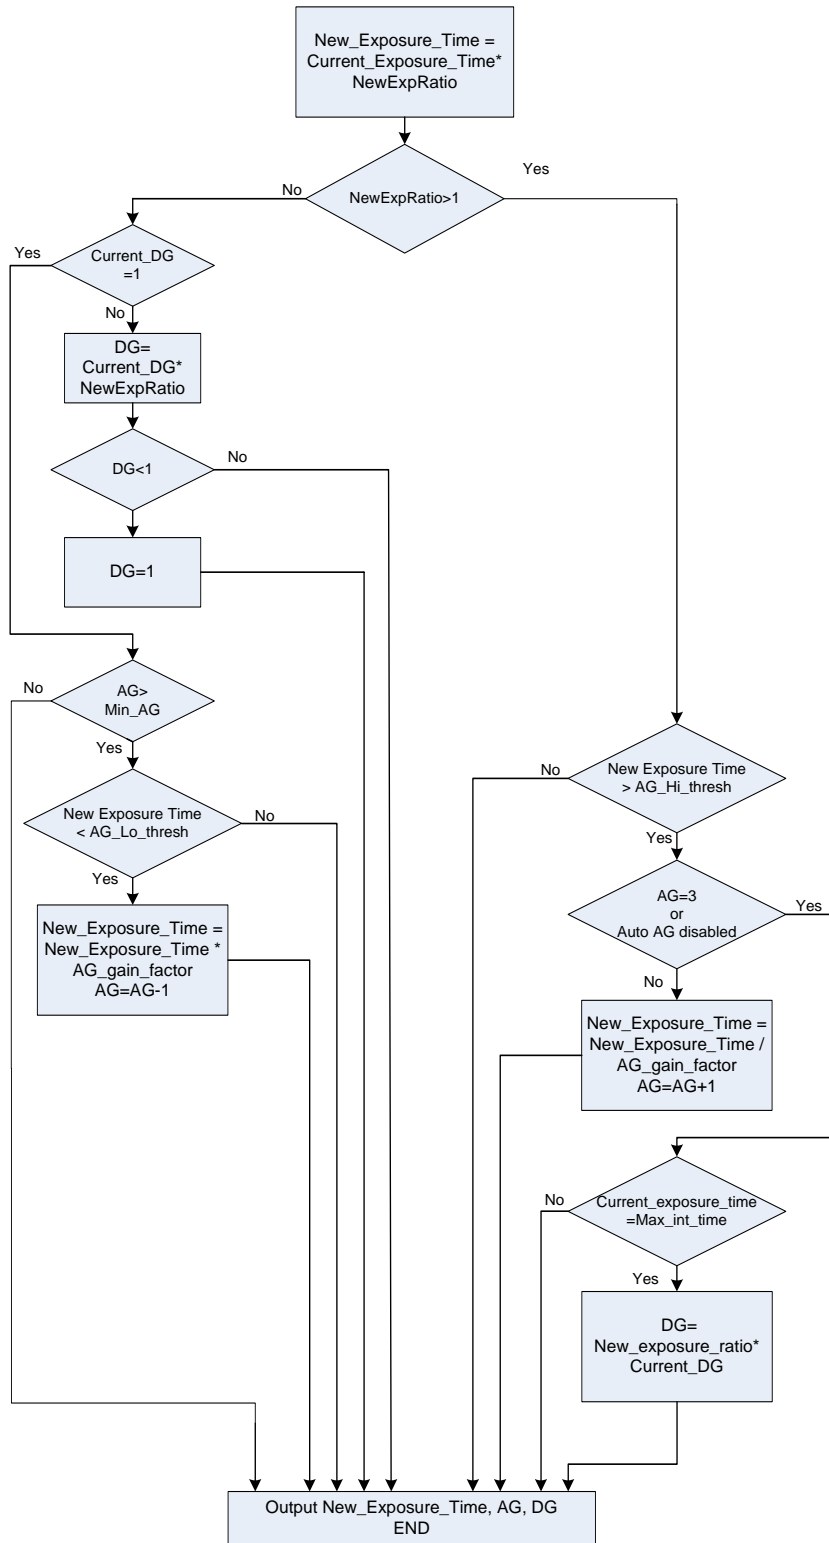 New_Exposure_Time =
Current_Exposure_Time*
NewExpRatio
NewExpRatio>1
No
Yes
Yes
Current_DG
=1
No
DG=
Current_DG*
NewExpRatio
DG<1
No
DG=1
No
AG>
Min_AG
Yes
New Exposure Time
< AG_Lo_thresh
No
Yes
New_Exposure_Time =
New_Exposure_Time *
AG_gain_factor
AG=AG-1
No
New Exposure Time
> AG_Hi_thresh
Yes
AG=3
or
Auto AG disabled
Yes
No
New_Exposure_Time =
New_Exposure_Time /
AG_gain_factor
AG=AG+1
No
Current_exposure_time
=Max_int_time
Yes
DG=
New_exposure_ratio*
Current_DG
Output New_Exposure_Time, AG, DG
END